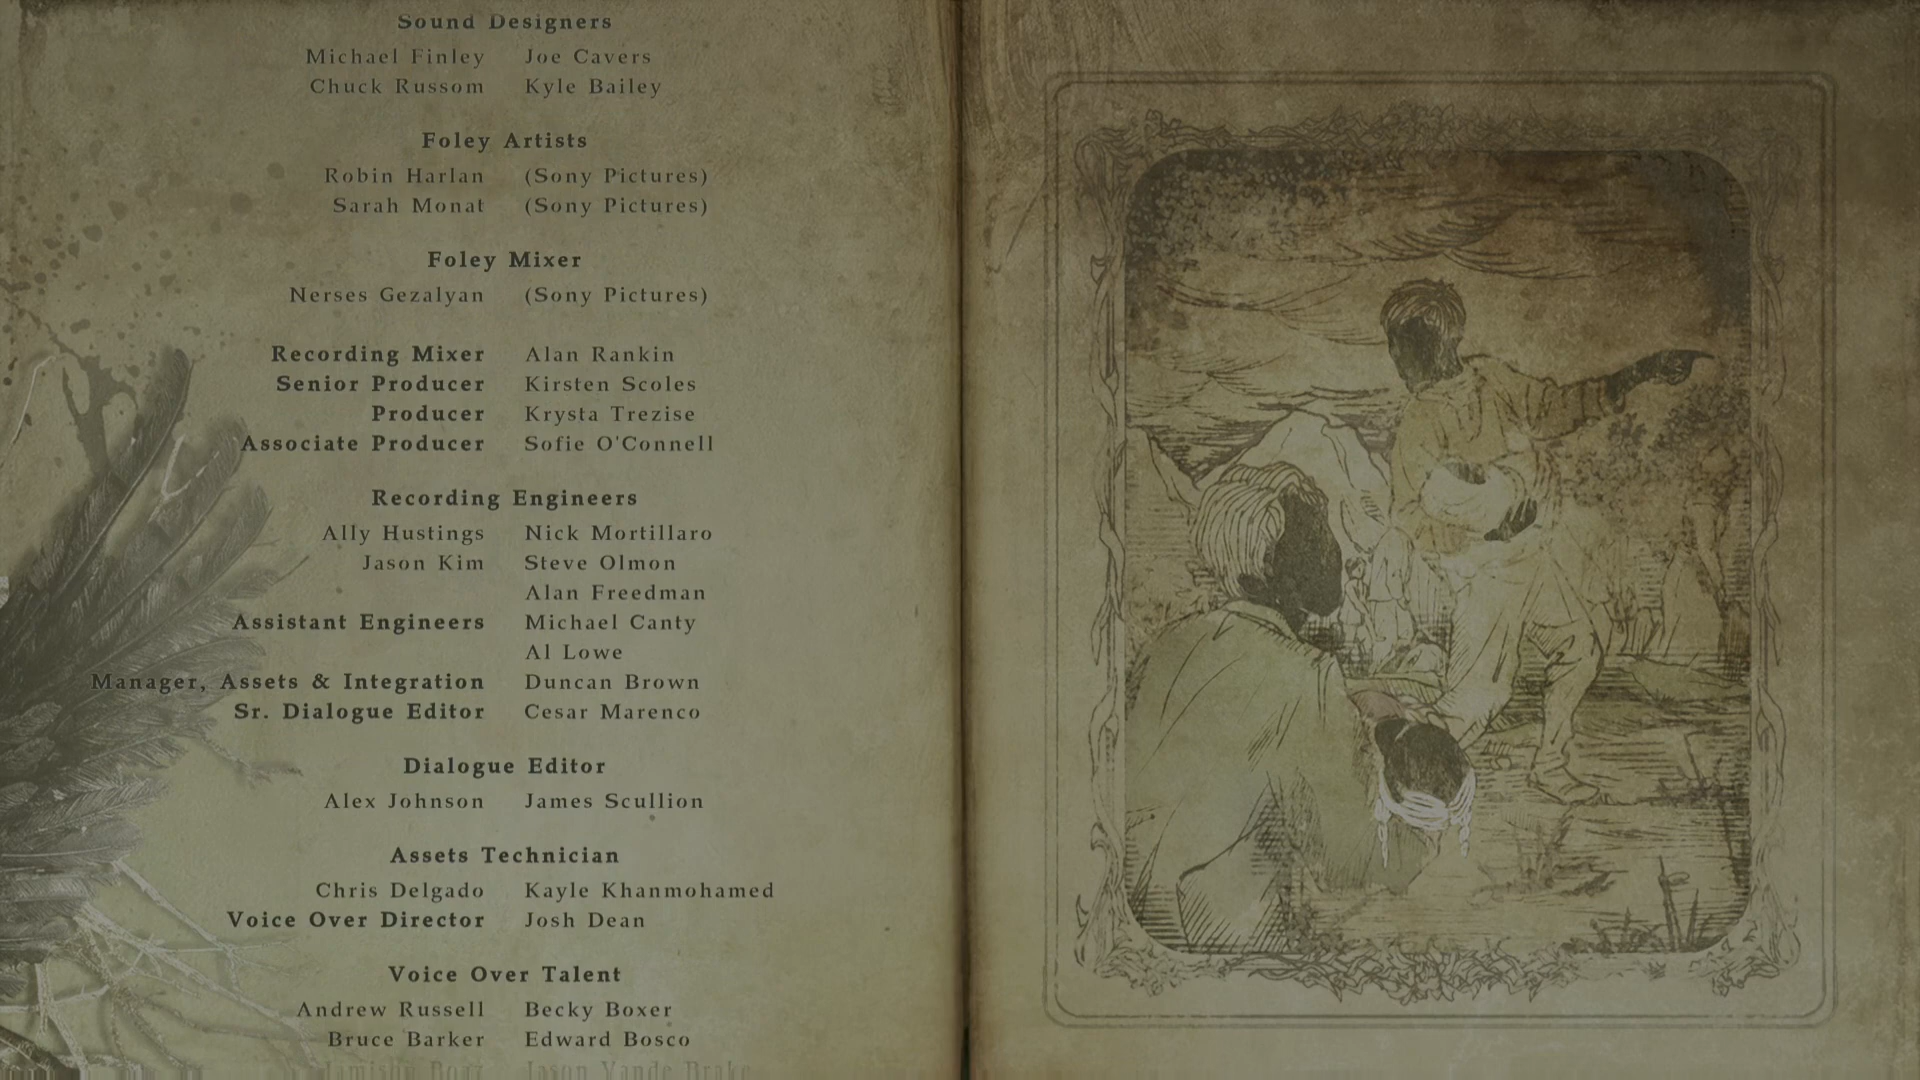 Sound Designers
Michael Finley Joe Cavers
Chuck Russom Kyle Bailey
Foley Artists
Robin Harlan (Sony Pictures)
Sarah Monat (Sony Pictures)
Foley Mixer
Nerses Gezalyan (Sony Pictures)
Recording Mixer Alan Rankin
Senior Producer Kirsten Scoles
Producer Krysta Trezise
Associate Producer Sofie O'Connell
Recording Engineers
Ally Hustings Nick Mortillaro
Jason Kim Steve Olmon
Alan Freedman
Assistant Engineers Michael Canty
Al Lowe
Manager, Assets & Integration Duncan Brown
Sr. Dialogue Editor Cesar Marenco
Dialogue Editor
Alex Johnson James Scullion
Assets Technician
Chris Delgado Kayle Khanmohamed
Voice Over Director Josh Dean
Voice Over Talent
Andrew Russell Becky Boxer
Bruce Barker Edward Bosco
Jason Vande Brake